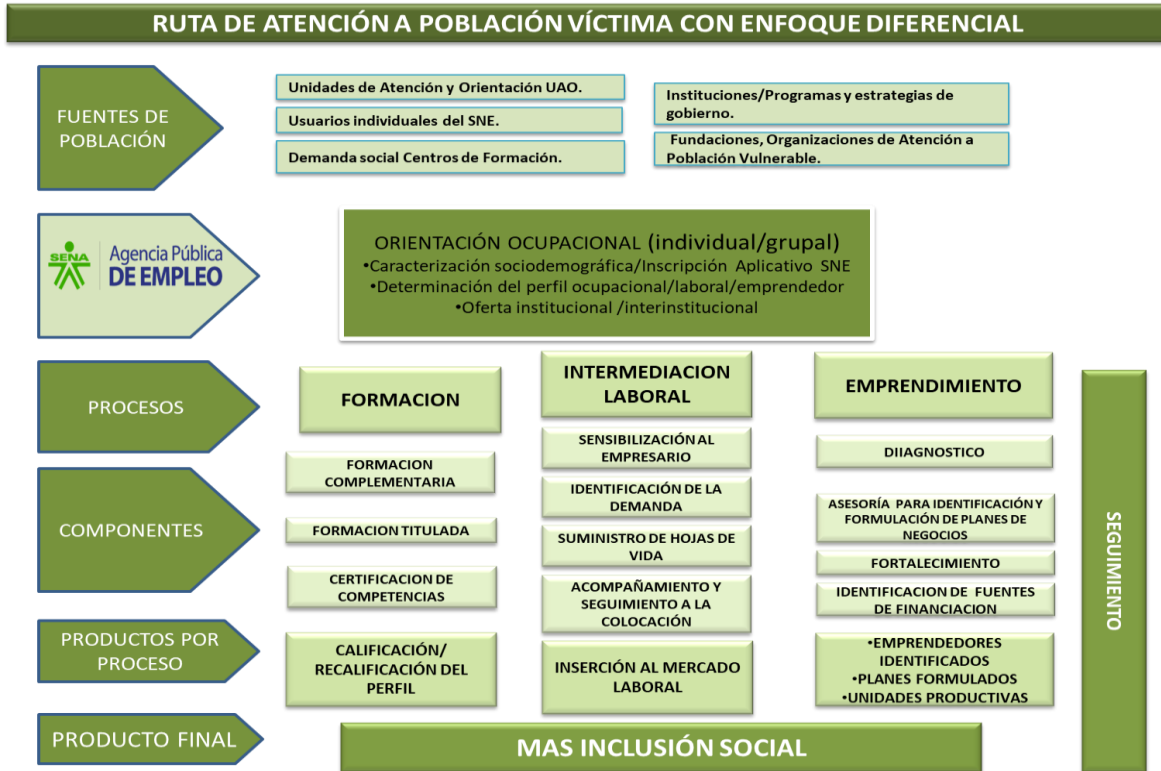 RUTA DE ATENCIÓN A POBLACIÓN VÍCTIMA CON ENFOQUE DIFERENCIAL
FUENTES DE
POBLACIÓN
Unidades de Atención y Orientación UAO.
Usuarios individuales del SNE.
Demanda social Centros de Formación.
Instituciones/Programas y estrategias de
gobierno.
Fundaciones, Organizaciones de Atención a
Población Vulnerable.
SENA
Agencia Pública
DE EMPLEO
ORIENTACIÓN OCUPACIONAL (individual/grupal)
•Caracterización sociodemográfica/Inscripción Aplicativo SNE
•Determinación del perfil ocupacional/laboral/emprendedor
•Oferta institucional /interinstitucional
PROCESOS
FORMACION
INTERMEDIACION
LABORAL
EMPRENDIMIENTO
COMPONENTES
FORMACION
COMPLEMENTARIA
FORMACION TITULADA
CERTIFICACION DE
COMPETENCIAS
SENSIBILIZACIÓN AL
EMPRESARIO
IDENTIFICACIÓN DE LA
DEMANDA
SUMINISTRO DE HOJAS DE
VIDA
ACOMPAÑAMIENTO Y
SEGUIMIENTO A LA
COLOCACIÓN
DIIAGNOSTICO
ASESORÍA PARA IDENTIFICACIÓN Y
FORMULACIÓN DE PLANES DE
NEGOCIOS
FORTALECIMIENTO
IDENTIFICACION DE FUENTES
DE FINANCIACION
PRODUCTOS POR
PROCESO
CALIFICACIÓN/
RECALIFICACIÓN DEL
PERFIL
INSERCIÓN AL MERCADO
LABORAL
•EMPRENDEDORES
IDENTIFICADOS
•PLANES FORMULADOS
•UNIDADES PRODUCTIVAS
SEGUIMIENTO
PRODUCTO FINAL
MAS INCLUSIÓN SOCIAL